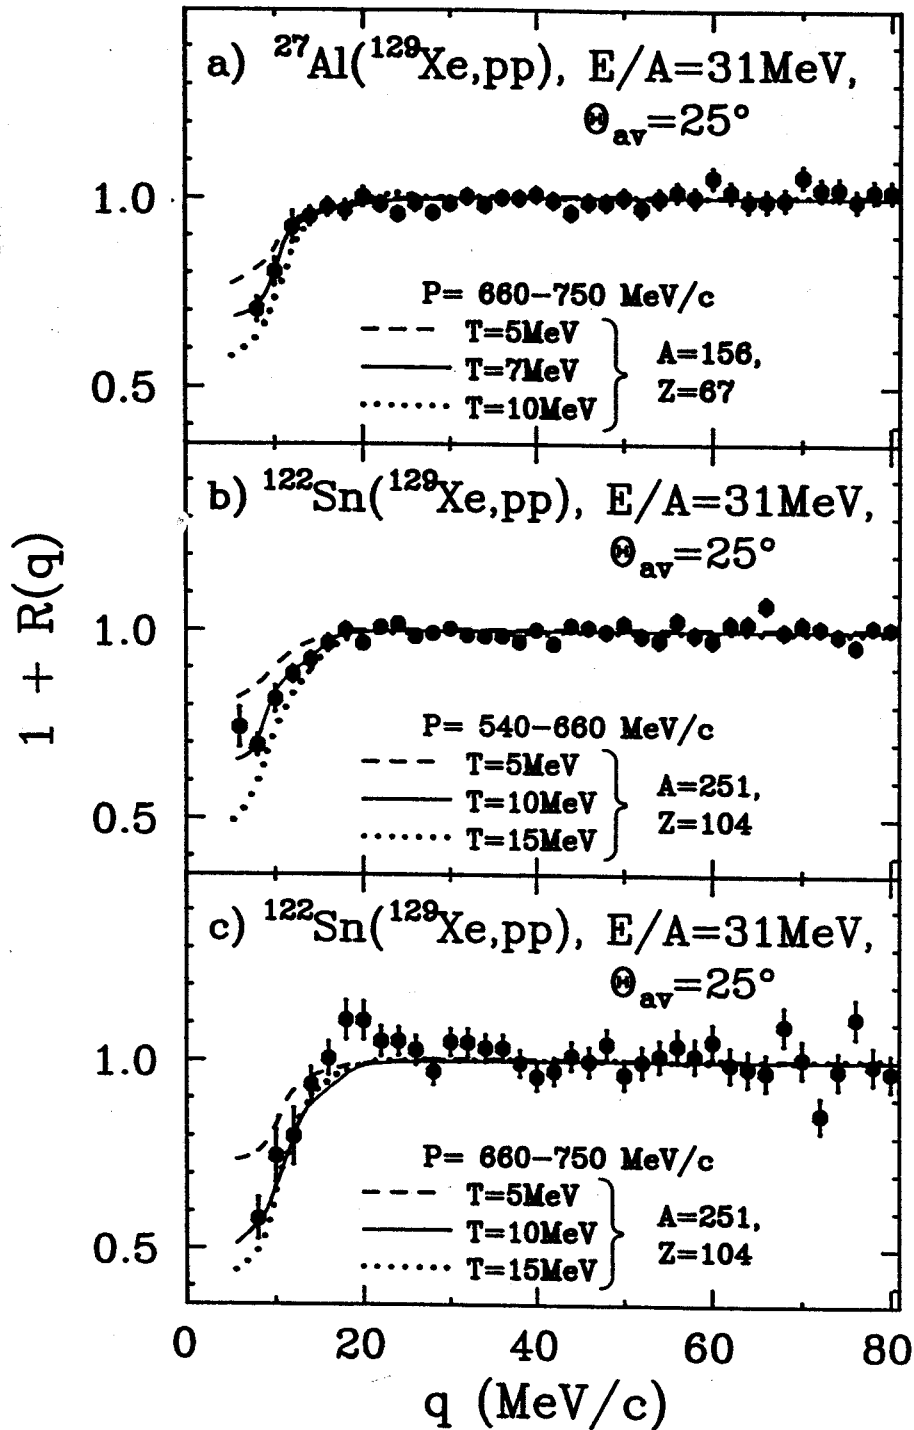 a) ²⁷Al(¹²⁹Xe,pp), E/A=31MeV,
Θav=25°
1.0
P= 660−750 MeV/c
T=5MeV
T=7MeV
T=10MeV
A=156,
Z=67
0.5
b) ¹²²Sn(¹²⁹Xe,pp), E/A=31MeV,
Θav=25°
1 + R(q)
1.0
P= 540−660 MeV/c
T=5MeV
T=10MeV
T=15MeV
A=251,
Z=104
0.5
c) ¹²²Sn(¹²⁹Xe,pp), E/A=31MeV,
Θav=25°
1.0
P= 660−750 MeV/c
T=5MeV
T=10MeV
T=15MeV
A=251,
Z=104
0.5
0 20 40 60 80
q (MeV/c)